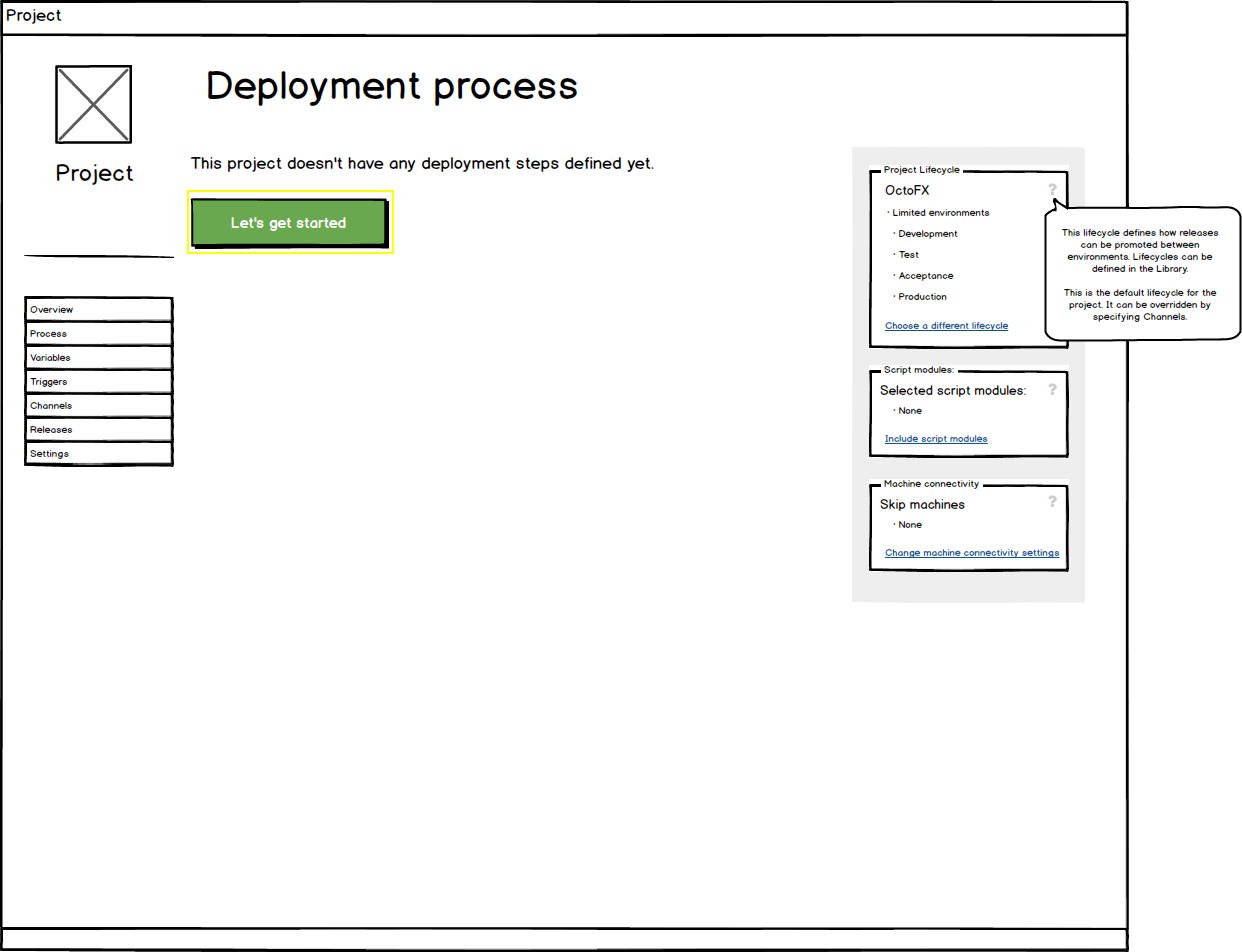 Project
Deployment process
Project
This project doesn't have any deployment steps defined yet.
Let's get started
Overview
Process
Variables
Triggers
Channels
Releases
Settings
Project Lifecycle
OctoFX
?
· Limited environments
· Development
· Test
· Acceptance
· Production
Choose a different lifecycle
This lifecycle defines how releases
can be promoted between
environments. Lifecycles can be
defined in the Library.
This is the default lifecycle for the
project. It can be overridden by
specifying Channels.
Script modules:
Selected script modules:
?
· None
Include script modules
Machine connectivity
Skip machines
?
· None
Change machine connectivity settings